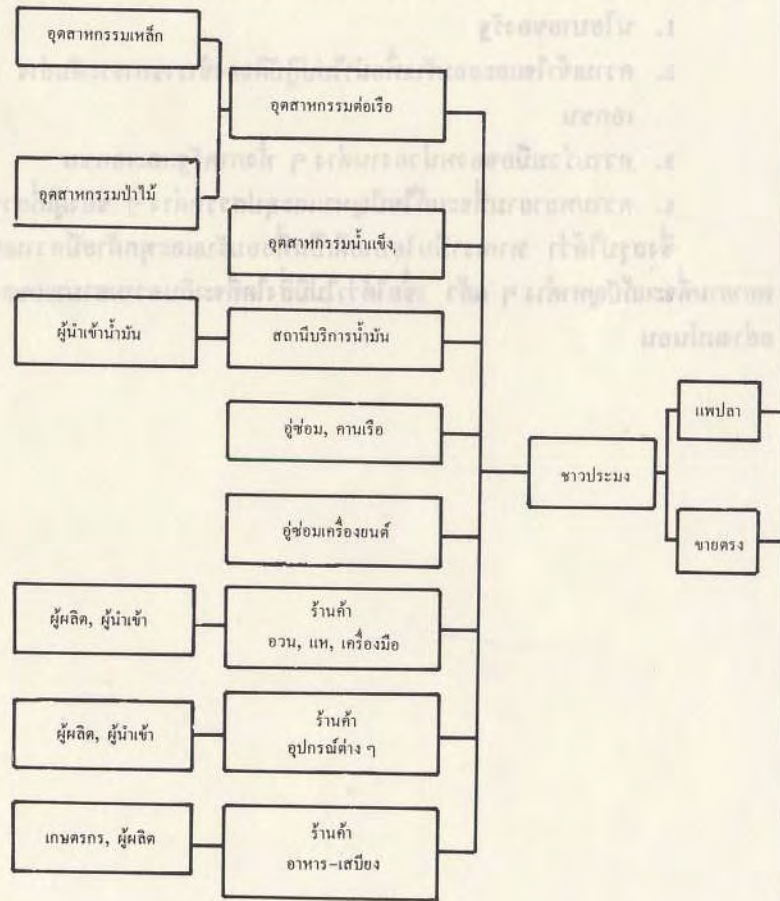 อุตสาหกรรมเหล็ก
อุตสาหกรรมต่อเรือ
อุตสาหกรรมป่าไม้
อุตสาหกรรมน้ำแข็ง
ผู้นำเข้าน้ำมัน
สถานีบริการน้ำมัน
อู่ซ่อม, คานเรือ
อู่ซ่อมเครื่องยนต์
ผู้ผลิต, ผู้นำเข้า
ร้านค้า
อวน, แห, เครื่องมือ
ผู้ผลิต, ผู้นำเข้า
ร้านค้า
อุปกรณ์ต่าง ๆ
เกษตรกร, ผู้ผลิต
ร้านค้า
อาหาร-เสบียง
ชาวประมง
แพปลา
ขายตรง